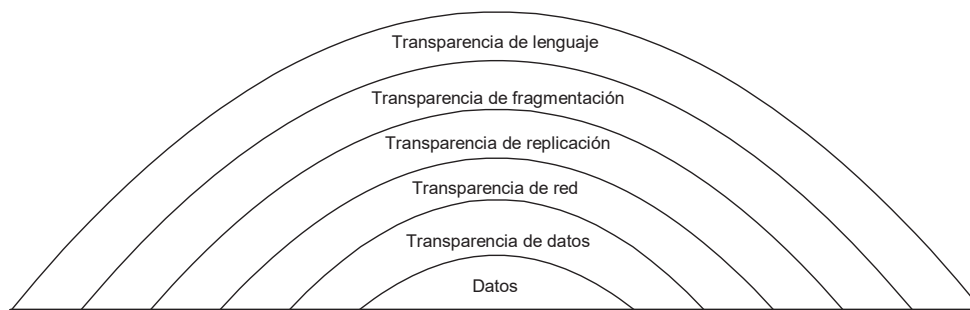 Transparencia de lenguaje
Transparencia de fragmentación
Transparencia de replicación
Transparencia de red
Transparencia de datos
Datos